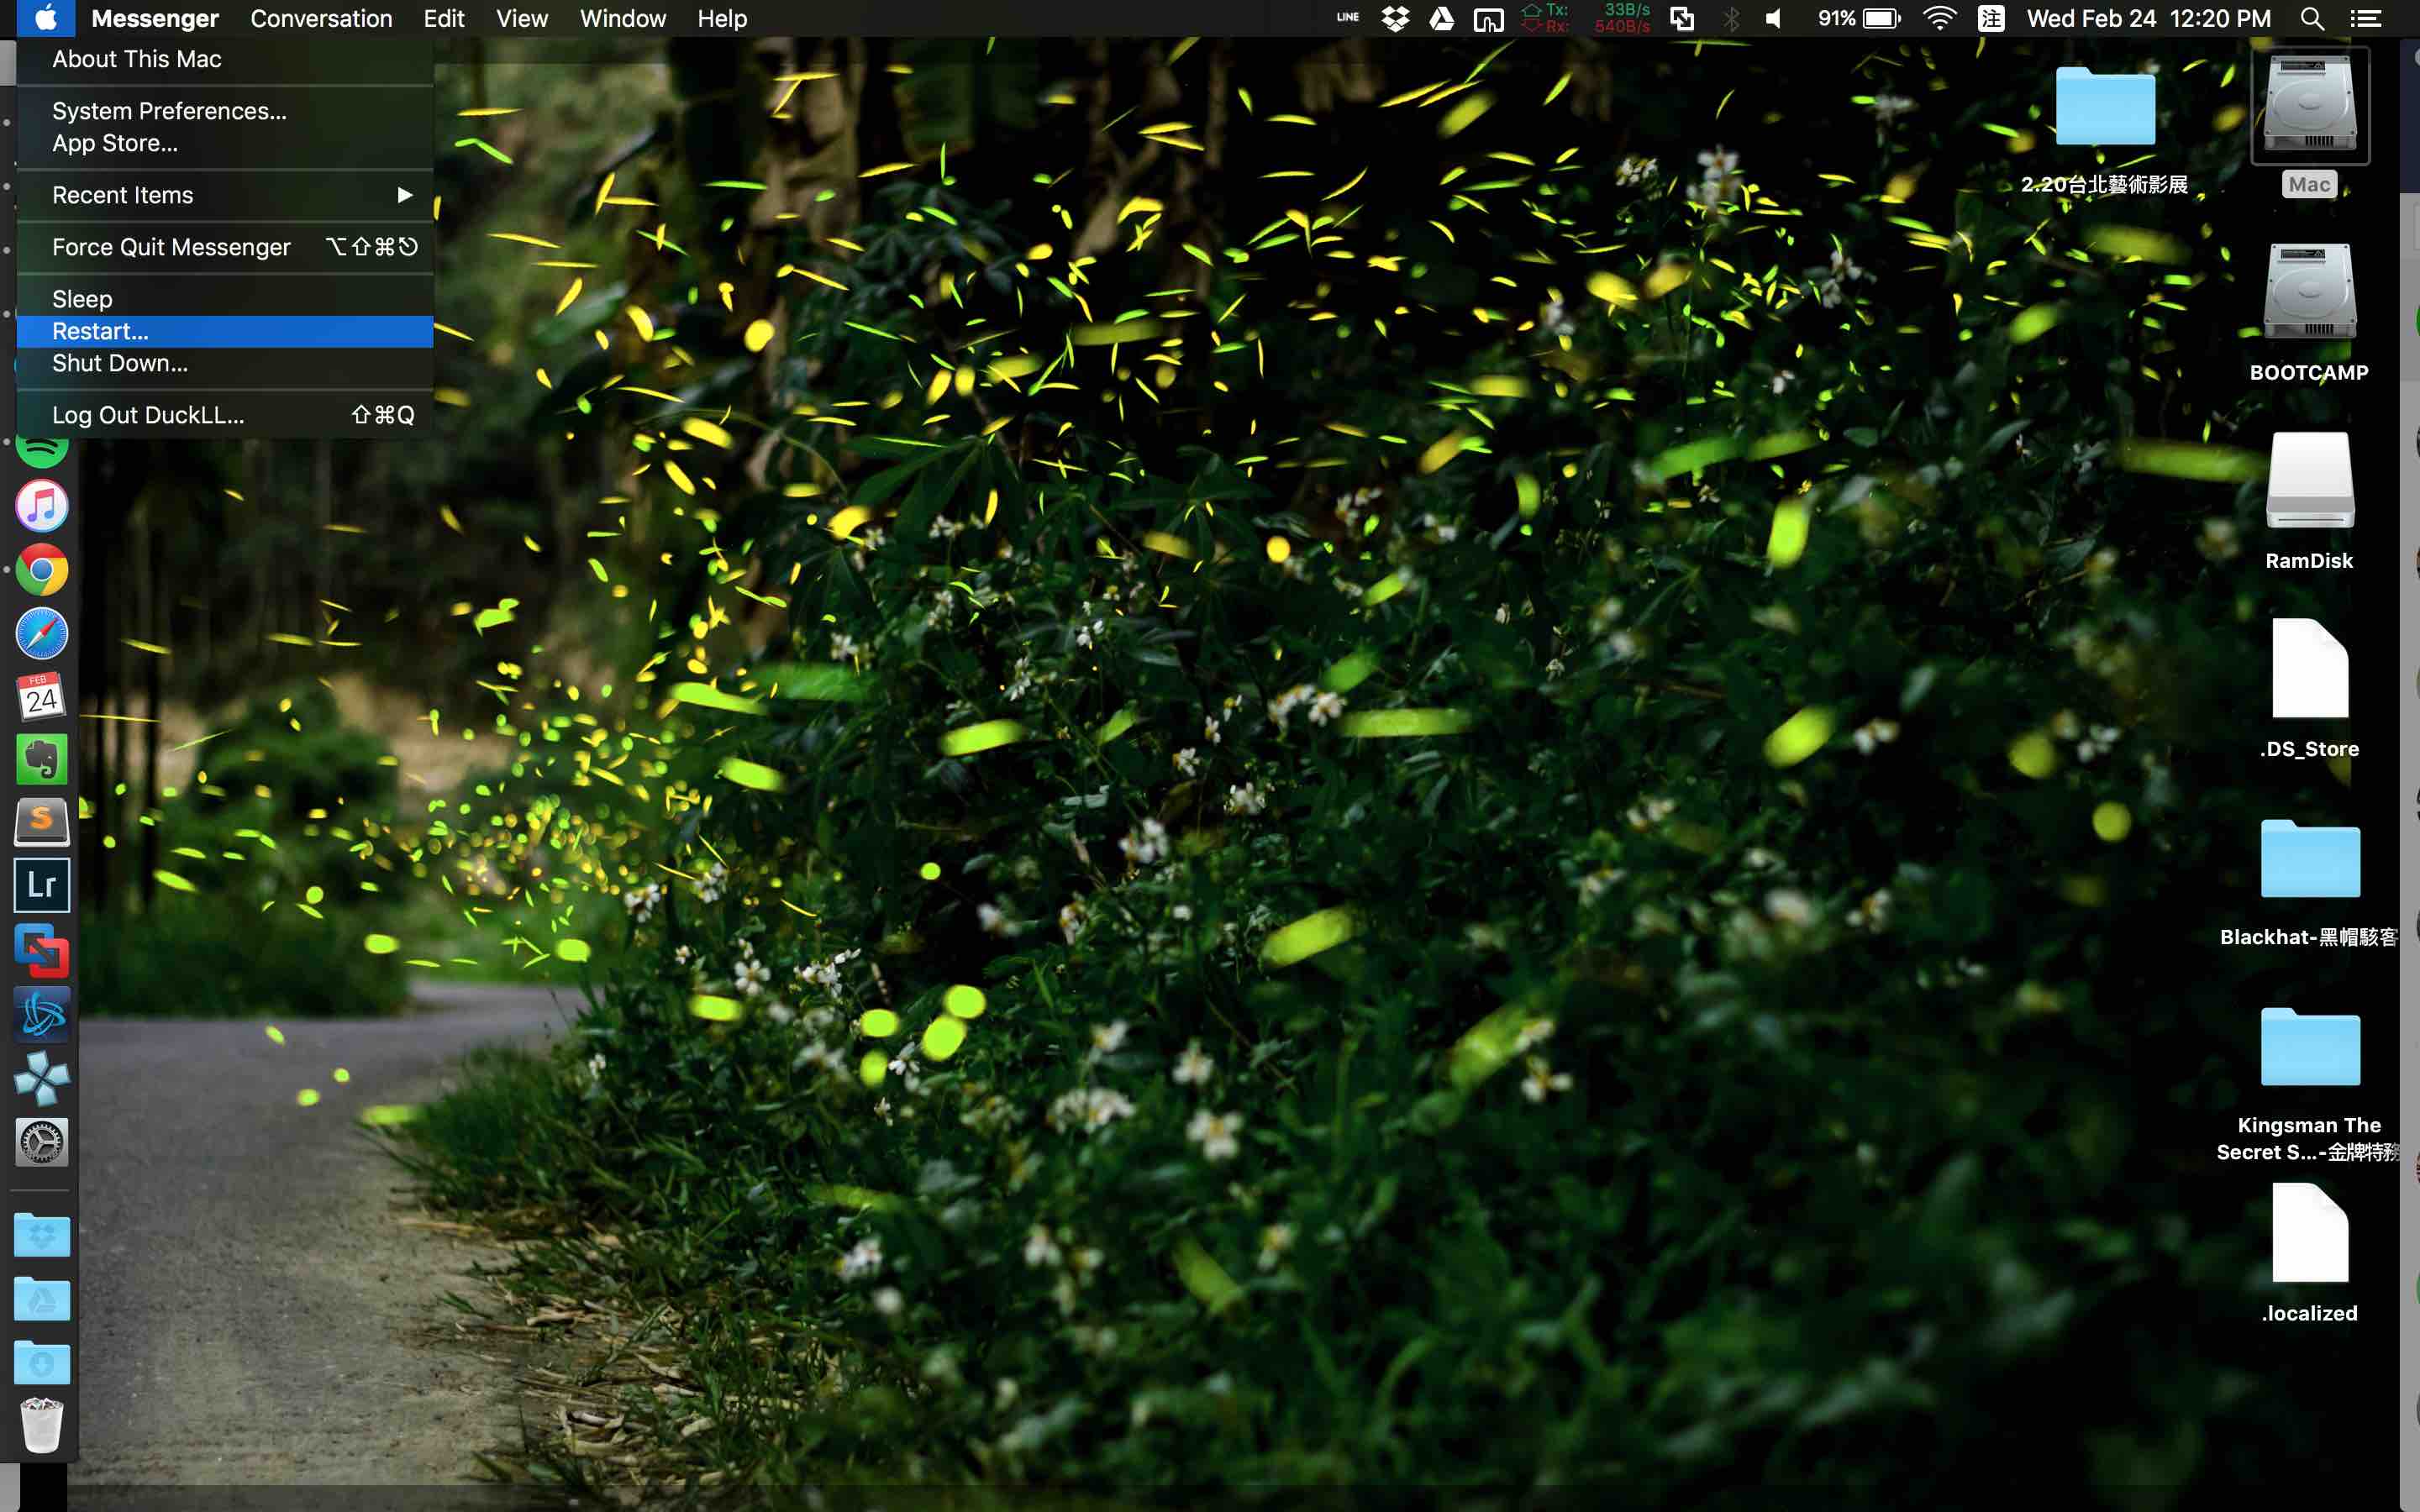 Messenger Conversation Edit View Window Help LINE Tx: 33B/s Rx: 540B/s 91% 注 Wed Feb 24 12:20 PM
About This Mac
System Preferences...
App Store...
Recent Items ▶
Force Quit Messenger ⌥⇧⌘⎋
Sleep
Restart...
Shut Down...
Log Out DuckLL... ⇧⌘Q
FEB
24
S
Lr
2.20台北藝術影展
Mac
BOOTCAMP
RamDisk
.DS_Store
Blackhat-黑帽駭客
Kingsman The
Secret S...-金牌特務
.localized